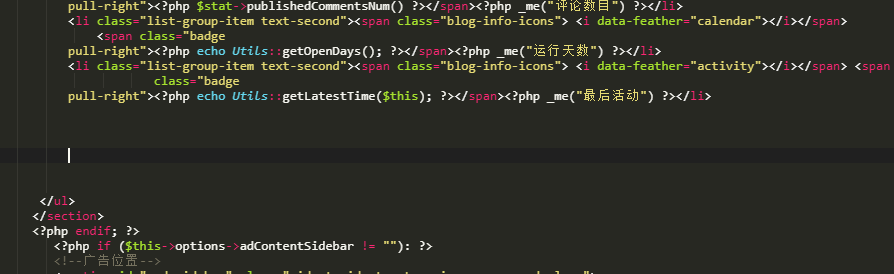 pull-right"><?php $stat->publishedCommentsNum() ?></span><?php _me("评论数目") ?></li>
<li class="list-group-item text-second"><span class="blog-info-icons"> <i data-feather="calendar"></i></span>
<span class="badge
pull-right"><?php echo Utils::getOpenDays(); ?></span><?php _me("运行天数") ?></li>
<li class="list-group-item text-second"><span class="blog-info-icons"> <i data-feather="activity"></i></span> <span
class="badge
pull-right"><?php echo Utils::getLatestTime($this); ?></span><?php _me("最后活动") ?></li>
</ul>
</section>
<?php endif; ?>
<?php if ($this->options->adContentSidebar != ""): ?>
<!--广告位置-->